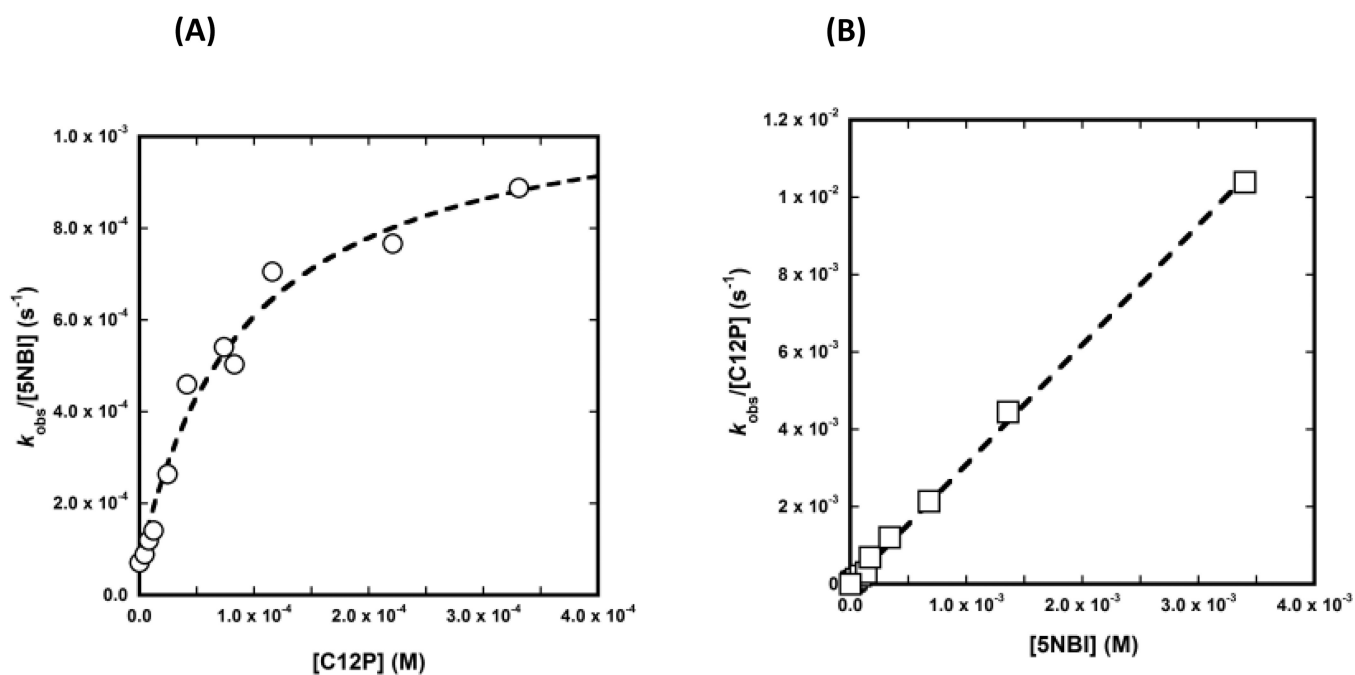 (A)
1.0 x 10⁻³
8.0 x 10⁻⁴
6.0 x 10⁻⁴
4.0 x 10⁻⁴
2.0 x 10⁻⁴
0.0
k_obs/[5NBI] (s⁻¹)
0.0 1.0 x 10⁻⁴ 2.0 x 10⁻⁴ 3.0 x 10⁻⁴ 4.0 x 10⁻⁴
[C12P] (M)
(B)
1.2 x 10⁻²
1 x 10⁻²
8 x 10⁻³
6 x 10⁻³
4 x 10⁻³
2 x 10⁻³
0
k_obs/[C12P] (s⁻¹)
0.0 1.0 x 10⁻³ 2.0 x 10⁻³ 3.0 x 10⁻³ 4.0 x 10⁻³
[5NBI] (M)